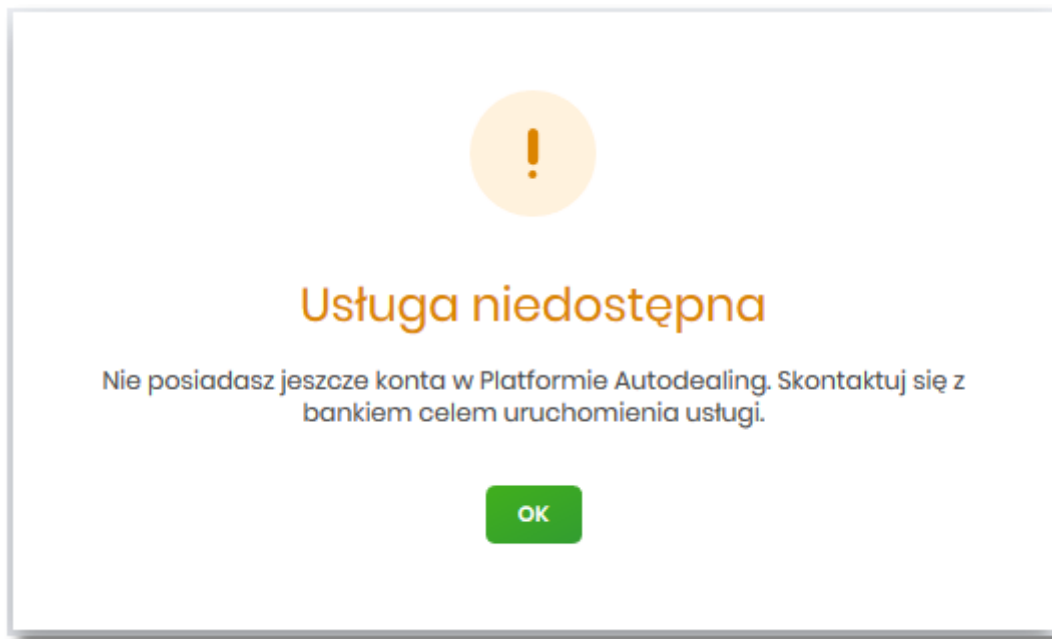 Usługa niedostępna
Nie posiadasz jeszcze konta w Platformie Autodealing. Skontaktuj się z
bankiem celem uruchomienia usługi.
OK